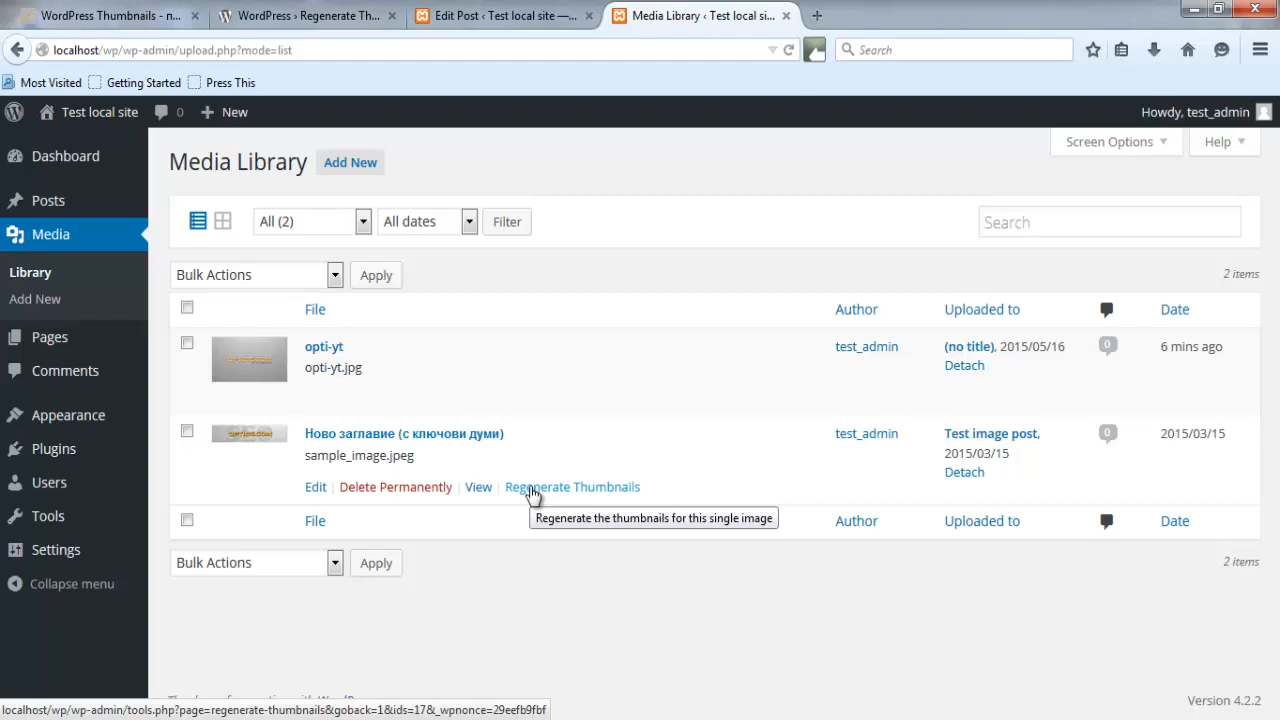 WordPress Thumbnails - n...
WordPress › Regenerate Th...
Edit Post ‹ Test local site —...
Media Library ‹ Test local si...
localhost/wp/wp-admin/upload.php?mode=list
Search
Most Visited
Getting Started
Press This
Test local site
0
New
Howdy, test_admin
Dashboard
Posts
Media
Library
Add New
Pages
Comments
Appearance
Plugins
Users
Tools
Settings
Collapse menu
Screen Options
Help
Media Library
Add New
All (2)
All dates
Filter
Search
Bulk Actions
Apply
2 items
File
Author
Uploaded to
Date
opti-yt
opti-yt.jpg
test_admin
(no title), 2015/05/16
Detach
0
6 mins ago
Ново заглавие (с ключови думи)
sample_image.jpeg
Edit | Delete Permanently | View | Regenerate Thumbnails
test_admin
Test image post,
2015/03/15
Detach
0
2015/03/15
Regenerate the thumbnails for this single image
File
Author
Uploaded to
Date
Bulk Actions
Apply
2 items
Version 4.2.2
localhost/wp/wp-admin/tools.php?page=regenerate-thumbnails&goback=1&ids=17&_wpnonce=29eefb9fbf